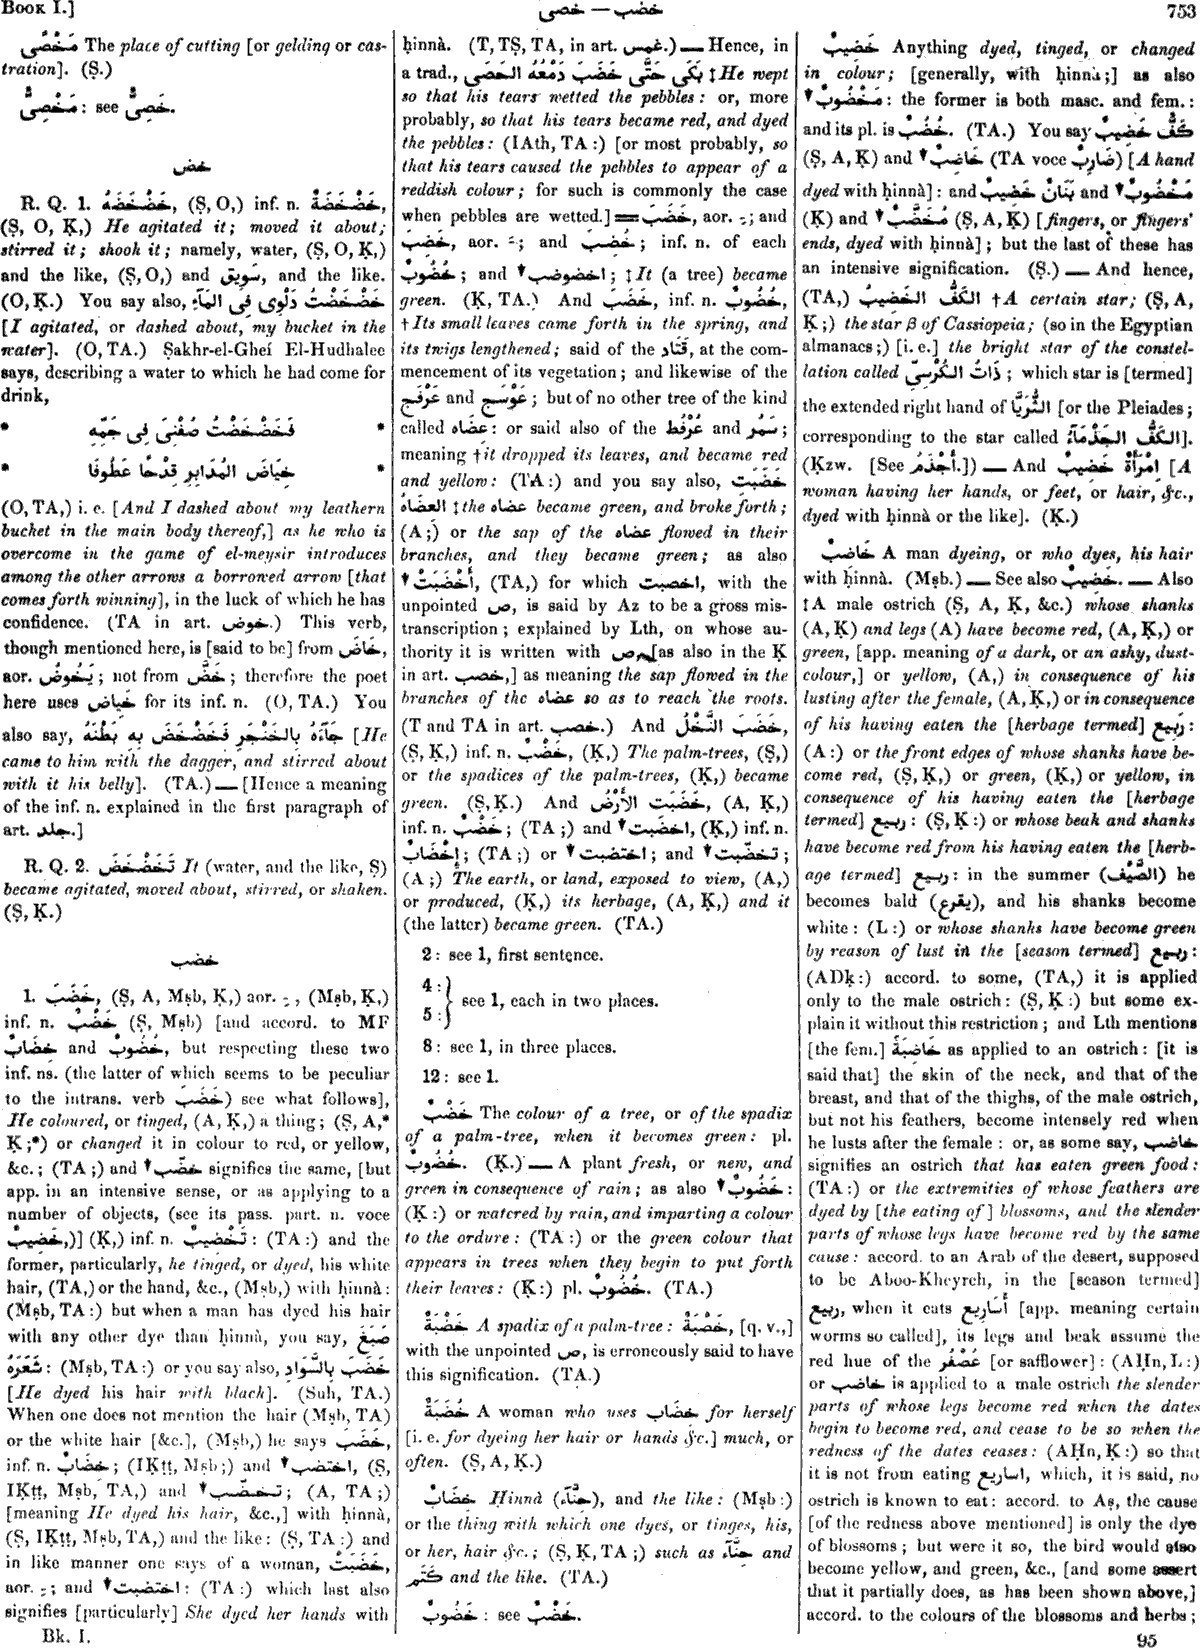 Book I.]
خضب — خصى
753
مَخْصًى The place of cutting [or gelding or cas-
tration]. (Ṣ.)
مَخْصِىٌّ: see خَصِىٌّ.
خض
R. Q. 1. خَضْخَضَهُ, (Ṣ, O,) inf. n. خَضْخَضَةٌ,
(Ṣ, O, Ḳ,) He agitated it; moved it about;
stirred it; shook it; namely, water, (Ṣ, O, Ḳ,)
and the like, (Ṣ, O,) and سَوِيق, and the like.
(O, Ḳ.) You say also, خَضْخَضْتُ دَلْوِى فِى المَآءِ
[I agitated, or dashed about, my bucket in the
water]. (O, TA.) Ṣakhr-el-Gheí El-Hudhalee
says, describing a water to which he had come for
drink,
* فَخَضْخَضْتُ صُفْنِىَ فِى جَمِّهِ *
* خِيَاضَ المُدَابِرِ قِدْحًا عَطُوفَا *
(O, TA,) i. e. [And I dashed about my leathern
bucket in the main body thereof,] as he who is
overcome in the game of el-meysir introduces
among the other arrows a borrowed arrow [that
comes forth winning], in the luck of which he has
confidence. (TA in art. خوض.) This verb,
though mentioned here, is [said to be] from خَاضَ,
aor. يَخُوضُ; not from خَضَّ; therefore the poet
here uses خِيَاض for its inf. n. (O, TA.) You
also say, جَآءَهُ بِالخَنْجَرِ فَخَضْخَضَ بِهِ بَطْنَهُ [He
came to him with the dagger, and stirred about
with it his belly]. (TA.) — [Hence a meaning
of the inf. n. explained in the first paragraph of
art. جلد.]
R. Q. 2. تَخَضْخَضَ It (water, and the like, Ṣ)
became agitated, moved about, stirred, or shaken.
(Ṣ, Ḳ.)
خضب
1. خَضَبَ, (Ṣ, A, Mṣb, Ḳ,) aor. ـِ, (Mṣb, Ḳ,)
inf. n. خَضْبٌ (Ṣ, Mṣb) [and accord. to MF
خِضَابٌ and خُضُوبٌ, but respecting these two
inf. ns. (the latter of which seems to be peculiar
to the intrans. verb خَضَبَ) see what follows],
He coloured, or tinged, (A, Ḳ,) a thing; (Ṣ, A,*
Ḳ;*) or changed it in colour to red, or yellow,
&c.; (TA;) and ▼ خضّب signifies the same, [but
app. in an intensive sense, or as applying to a
number of objects, (see its pass. part. n. voce
خَضِيبٌ,)] (Ḳ,) inf. n. تَخْضِيبٌ: (TA:) and the
former, particularly, he tinged, or dyed, his white
hair, (TA,) or the hand, &c., (Mṣb,) with ḥinnà:
(Mṣb, TA:) but when a man has dyed his hair
with any other dye than ḥinnà, you say, صَبَغَ
شَعَرَهُ: (Mṣb, TA:) or you say also, خَضَبَ بِالسَّوَادِ
[He dyed his hair with black]. (Suh, TA.)
When one does not mention the hair (Mṣb, TA)
or the white hair [&c.], (Mṣb,) he says خَضَبَ,
inf. n. خِضَابٌ; (IḲṭṭ, Mṣb;) and ▼ اختضب, (Ṣ,
IḲṭṭ, Mṣb, TA,) and ▼ تخضّب; (A, TA;)
[meaning He dyed his hair, &c.,] with ḥinnà,
(Ṣ, IḲṭṭ, Mṣb, TA,) and the like: (Ṣ, TA:) and
in like manner one says of a woman, خَضَبَتْ,
aor. ـِ; and ▼ اختضبت: (TA:) which last also
signifies [particularly] She dyed her hands with
Bk. I.
ḥinnà. (T, TṢ, TA, in art. غمس.) — Hence, in
a trad., بَكَى حَتَّى خَضَبَ دَمْعُهُ الحَصَى ‡ He wept
so that his tears wetted the pebbles: or, more
probably, so that his tears became red, and dyed
the pebbles: (IAth, TA:) [or most probably, so
that his tears caused the pebbles to appear of a
reddish colour; for such is commonly the case
when pebbles are wetted.] = خَضَبَ, aor. ـِ; and
خَضِبَ, aor. ـَ; and خُضِبَ; inf. n. of each
خُضُوبٌ; and ▼ اخضوضب; ‡ It (a tree) became
green. (Ḳ, TA.) And خَضَبَ, inf. n. خُضُوبٌ,
† Its small leaves came forth in the spring, and
its twigs lengthened; said of the قَتَاد, at the com-
mencement of its vegetation; and likewise of the
عَرْفَج and عَوْسَج; but of no other tree of the kind
called عضاه: or said also of the عُرْفُط and سَمُر;
meaning † it dropped its leaves, and became red
and yellow: (TA:) and you say also, خَضَبَتِ
العِضَاهُ ‡ the عضاه became green, and broke forth;
(A;) or the sap of the عضاه flowed in their
branches, and they became green; as also
▼ أَخْضَبَتْ, (TA,) for which اخصبت, with the
unpointed ص, is said by Az to be a gross mis-
transcription; explained by Lth, on whose au-
thority it is written with ص, [as also in the Ḳ
in art. خصب,] as meaning the sap flowed in the
branches of the عضاه so as to reach the roots.
(T and TA in art. خصب.) And خَضَبَ النَّخْلُ,
(Ṣ, Ḳ,) inf. n. خَضْبٌ, (Ḳ,) The palm-trees, (Ṣ,)
or the spadices of the palm-trees, (Ḳ,) became
green. (Ṣ, Ḳ.) And خَضَبَتِ الأَرْضُ, (A, Ḳ,)
inf. n. خَضْبٌ; (TA;) and ▼ اخضبت, (Ḳ,) inf. n.
إِخْضَابٌ; (TA;) or ▼ اختضبت; and ▼ تخضّبت;
(A;) The earth, or land, exposed to view, (A,)
or produced, (Ḳ,) its herbage, (A, Ḳ,) and it
(the latter) became green. (TA.)
2: see 1, first sentence.
4: } see 1, each in two places.
5: }
8: see 1, in three places.
12: see 1.
خَضْبٌ The colour of a tree, or of the spadix
of a palm-tree, when it becomes green: pl.
خُضُوبٌ. (Ḳ.) — A plant fresh, or new, and
green in consequence of rain; as also ▼ خَضُوبٌ:
(Ḳ:) or watered by rain, and imparting a colour
to the ordure: (TA:) or the green colour that
appears in trees when they begin to put forth
their leaves: (Ḳ:) pl. خُضُوبٌ. (TA.)
خَضْبَةٌ A spadix of a palm-tree: خَصْبَةٌ, [q. v.,]
with the unpointed ص, is erroneously said to have
this signification. (TA.)
خُضَبَةٌ A woman who uses خِضَاب for herself
[i. e. for dyeing her hair or hands &c.] much, or
often. (Ṣ, A, Ḳ.)
خِضَابٌ Ḥinnà (حِنَّآء), and the like: (Mṣb:)
or the thing with which one dyes, or tinges, his,
or her, hair &c.; (Ṣ, Ḳ, TA;) such as حِنَّآء and
كَتَم and the like. (TA.)
خَضُوبٌ: see خَضْبٌ.
خَضِيبٌ Anything dyed, tinged, or changed
in colour; [generally, with ḥinnà;] as also
▼ مَخْضُوبٌ: the former is both masc. and fem.:
and its pl. is خُضُبٌ. (TA.) You say كَفٌّ خَضِيبٌ
(Ṣ, A, Ḳ) and ▼ خَاضِبٌ (TA voce ضَارِبٌ) [A hand
dyed with ḥinnà]: and بَنَانٌ خَضِيبٌ and ▼ مَخْضُوبٌ
(Ḳ) and ▼ مُخَضَّبٌ (Ṣ, A, Ḳ) [fingers, or fingers'
ends, dyed with ḥinnà]; but the last of these has
an intensive signification. (Ṣ.) — And hence,
(TA,) الكَفُّ الخَضِيبُ † A certain star; (Ṣ, A,
Ḳ;) the star β of Cassiopeia; (so in the Egyptian
almanacs;) [i. e.] the bright star of the constel-
lation called ذَاتُ الكُرْسِىِّ; which star is [termed]
the extended right hand of الثُّرَيَّا [or the Pleiades;
corresponding to the star called الكَفُّ الجَذْمَآءُ].
(Ḳzw. [See أَجْذَمُ.]) — And اِمْرَأَةٌ خَضِيبٌ [A
woman having her hands, or feet, or hair, &c.,
dyed with ḥinnà or the like]. (Ḳ.)
خَاضِبٌ A man dyeing, or who dyes, his hair
with ḥinnà. (Mṣb.) — See also خَضِيبٌ. — Also
‡ A male ostrich (Ṣ, A, Ḳ, &c.) whose shanks
(A, Ḳ) and legs (A) have become red, (A, Ḳ,) or
green, [app. meaning of a dark, or an ashy, dust-
colour,] or yellow, (A,) in consequence of his
lusting after the female, (A, Ḳ,) or in consequence
of his having eaten the [herbage termed] رَبِيع:
(A:) or the front edges of whose shanks have be-
come red, (Ṣ, Ḳ,) or green, (Ḳ,) or yellow, in
consequence of his having eaten the [herbage
termed] ربيع: (Ṣ, Ḳ:) or whose beak and shanks
have become red from his having eaten the [herb-
age termed] ربيع: in the summer (الصَّيْف) he
becomes bald (يقرع), and his shanks become
white: (L:) or whose shanks have become green
by reason of lust in the [season termed] ربيع:
(ADḳ:) accord. to some, (TA,) it is applied
only to the male ostrich: (Ṣ, Ḳ:) but some ex-
plain it without this restriction; and Lth mentions
[the fem.] خَاضِبَةٌ as applied to an ostrich: [it is
said that] the skin of the neck, and that of the
breast, and that of the thighs, of the male ostrich,
but not his feathers, become intensely red when
he lusts after the female: or, as some say, خاضب
signifies an ostrich that has eaten green food:
(TA:) or the extremities of whose feathers are
dyed by [the eating of] blossoms, and the slender
parts of whose legs have become red by the same
cause: accord. to an Arab of the desert, supposed
to be Aboo-Kheyreh, in the [season termed]
ربيع, when it eats أَسَارِيع [app. meaning certain
worms so called], its legs and beak assume the
red hue of the عُصْفُر [or safflower]: (AḤn, L:)
or خاضب is applied to a male ostrich the slender
parts of whose legs become red when the dates
begin to become red, and cease to be so when the
redness of the dates ceases: (AḤn, Ḳ:) so that
it is not from eating اساريع, which, it is said, no
ostrich is known to eat: accord. to Aṣ, the cause
[of the redness above mentioned] is only the dye
of blossoms; but were it so, the bird would also
become yellow, and green, &c., [and some assert
that it partially does, as has been shown above,]
accord. to the colours of the blossoms and herbs;
95